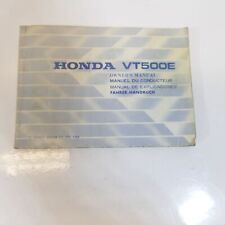 HONDA VT500E
OWNER'S MANUAL
MANUEL DU CONDUCTEUR
MANUAL DE EXPLICACIONES
FAHRER-HANDBUCH